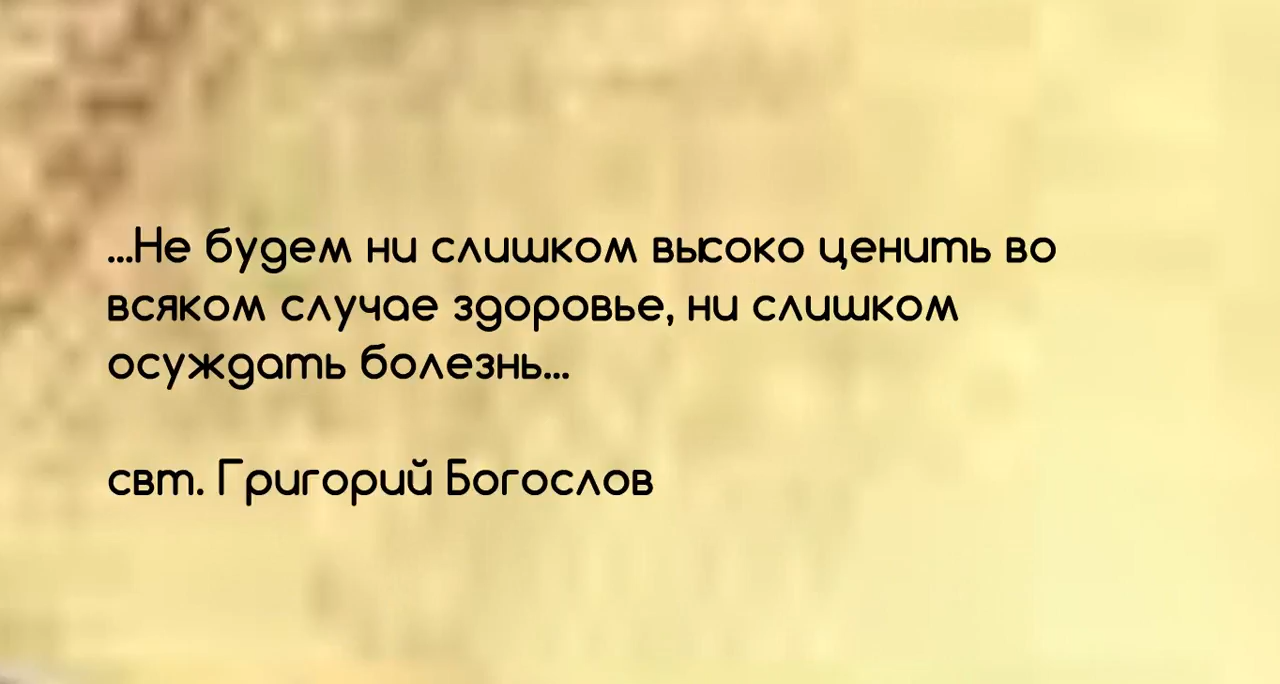 ...Не будем ни слишком высоко ценить во
всяком случае здоровье, ни слишком
осуждать болезнь...
свт. Григорий Богослов